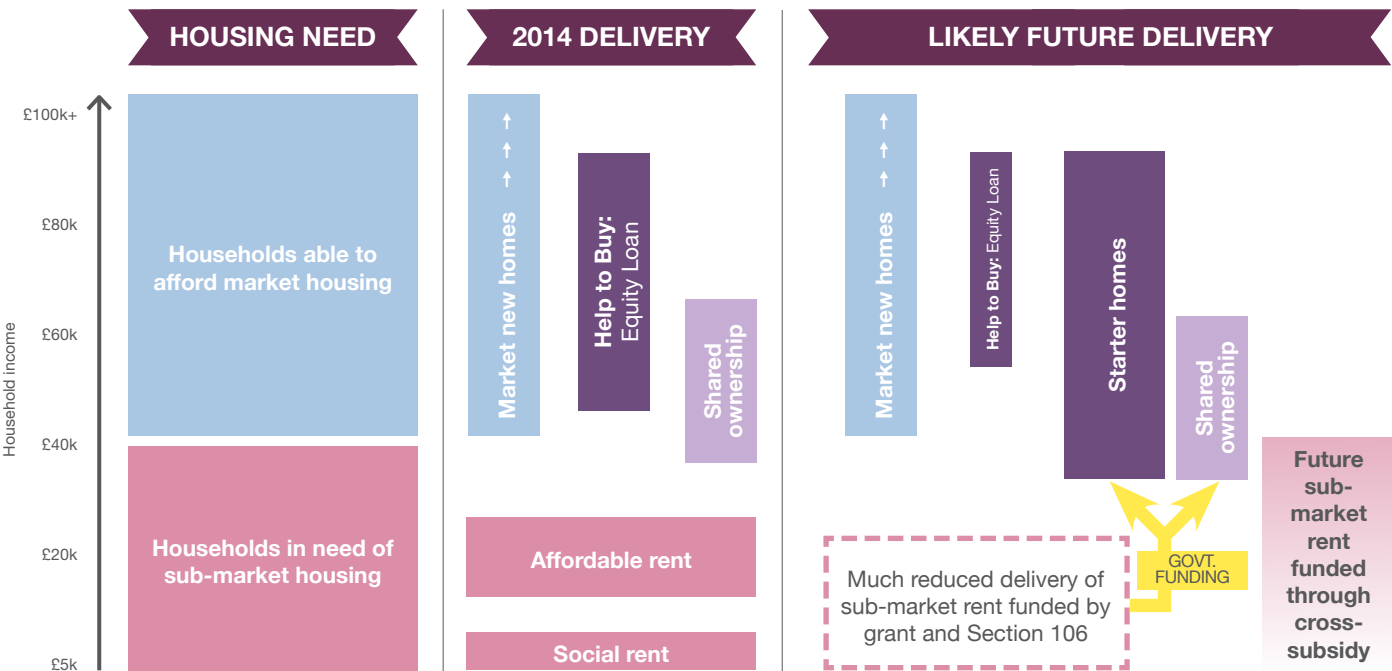 HOUSING NEED
2014 DELIVERY
LIKELY FUTURE DELIVERY
Household income
£100k+
£80k
£60k
£40k
£20k
£5k
Households able to
afford market housing
Households in need of
sub-market housing
Market new homes
Help to Buy:
Equity Loan
Shared
ownership
Affordable rent
Social rent
Market new homes
Help to Buy: Equity Loan
Starter homes
Shared
ownership
Much reduced delivery of
sub-market rent funded by
grant and Section 106
GOVT.
FUNDING
Future
sub-
market
rent
funded
through
cross-
subsidy